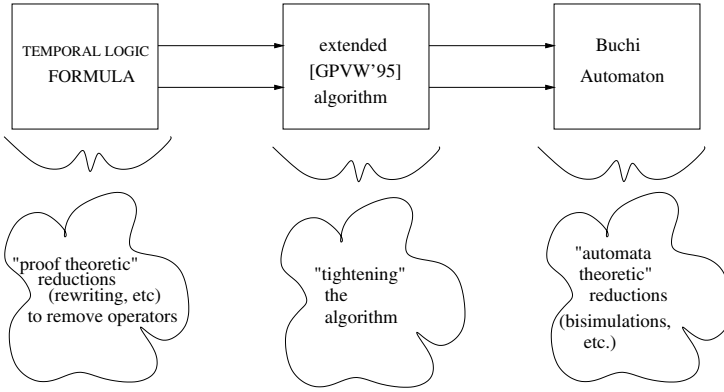 TEMPORAL LOGIC
FORMULA
extended
[GPVW'95]
algorithm
Buchi
Automaton
"proof theoretic"
reductions
(rewriting, etc)
to remove operators
"tightening"
the
algorithm
"automata
theoretic"
reductions
(bisimulations,
etc.)